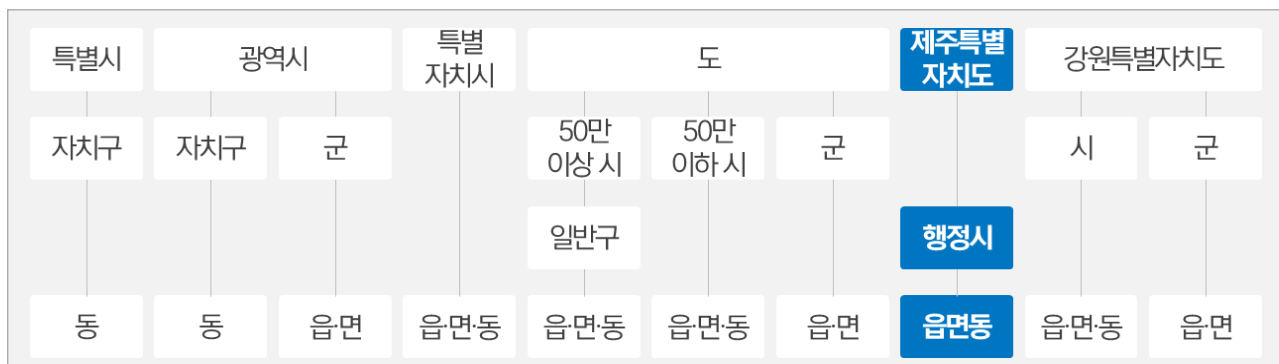 특별시
광역시
특별
자치시
도
제주특별
자치도
강원특별자치도
자치구
자치구
군
50만
이상 시
50만
이하 시
군
시
군
일반구
행정시
동
동
읍·면
읍·면·동
읍·면·동
읍·면·동
읍·면
읍면동
읍·면·동
읍·면